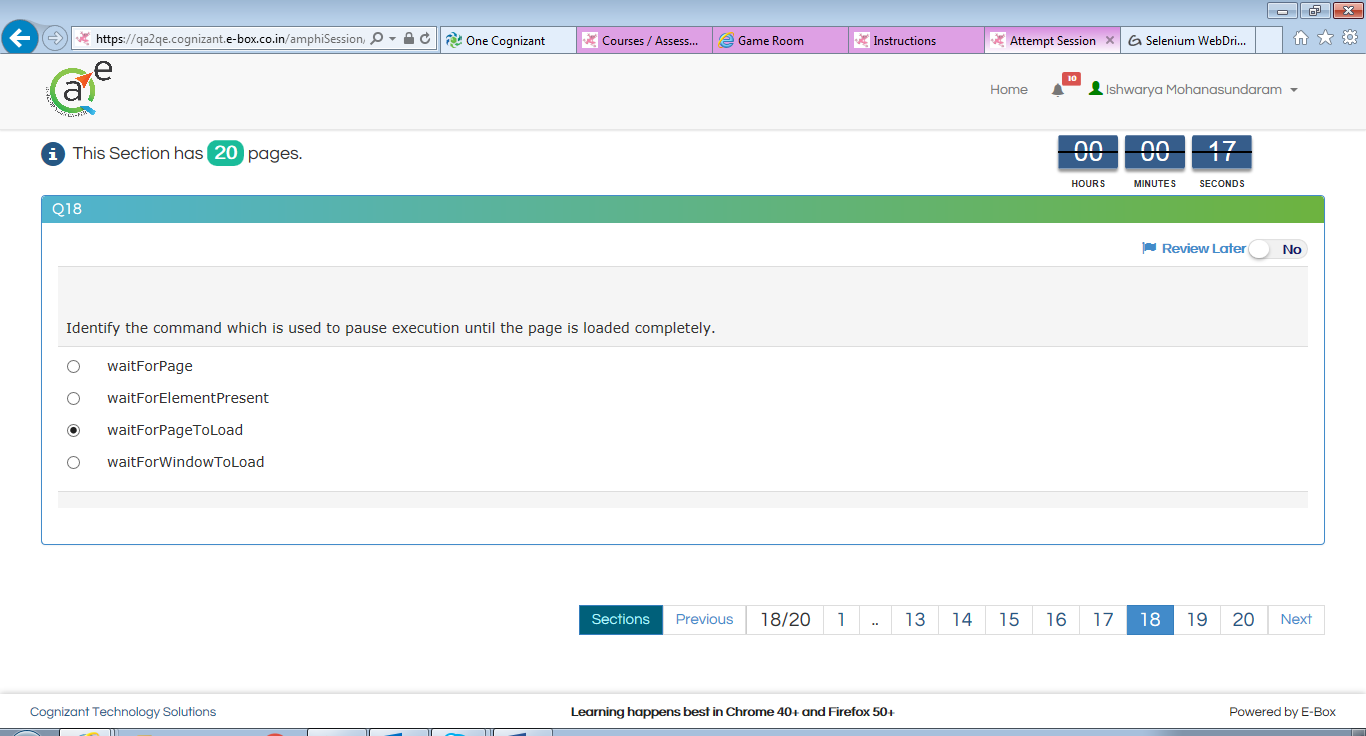 https://qa2qe.cognizant.e-box.co.in/amphiSession/
One Cognizant
Courses / Assess...
Game Room
Instructions
Attempt Session
Selenium WebDri...
a e
Home
10
Ishwarya Mohanasundaram
This Section has 20 pages.
00 00 17
HOURS MINUTES SECONDS
Q18
Review Later No
Identify the command which is used to pause execution until the page is loaded completely.
waitForPage
waitForElementPresent
waitForPageToLoad
waitForWindowToLoad
Sections Previous 18/20 1 .. 13 14 15 16 17 18 19 20 Next
Cognizant Technology Solutions
Learning happens best in Chrome 40+ and Firefox 50+
Powered by E-Box